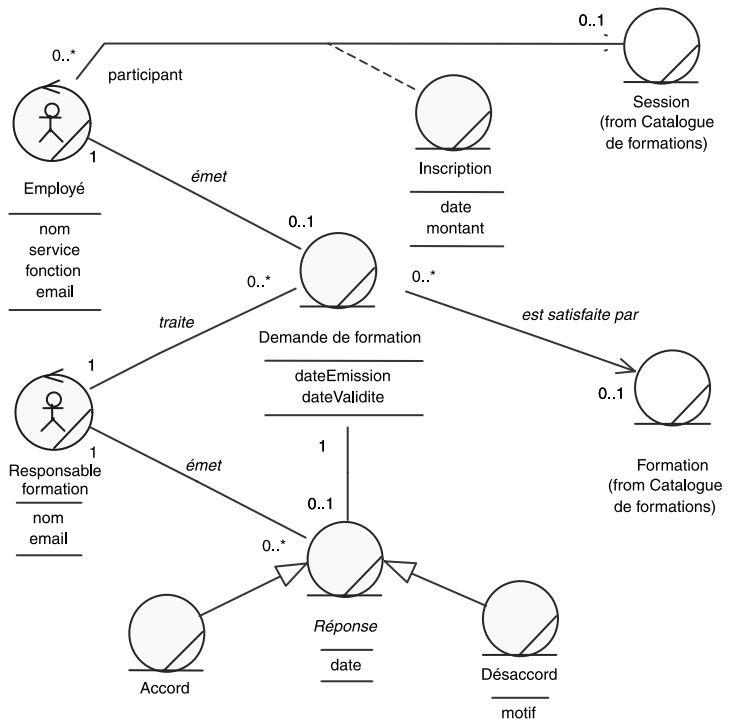 0..1
0..*
participant
Session
(from Catalogue
de formations)
1
Inscription
Employé
émet
date
montant
nom
service
fonction
email
0..1
0..*
0..*
est satisfaite par
traite
Demande de formation
1
dateEmission
dateValidite
0..1
1
1
Responsable
formation
émet
Formation
(from Catalogue
de formations)
nom
email
0..1
0..*
Réponse
date
Accord
Désaccord
motif